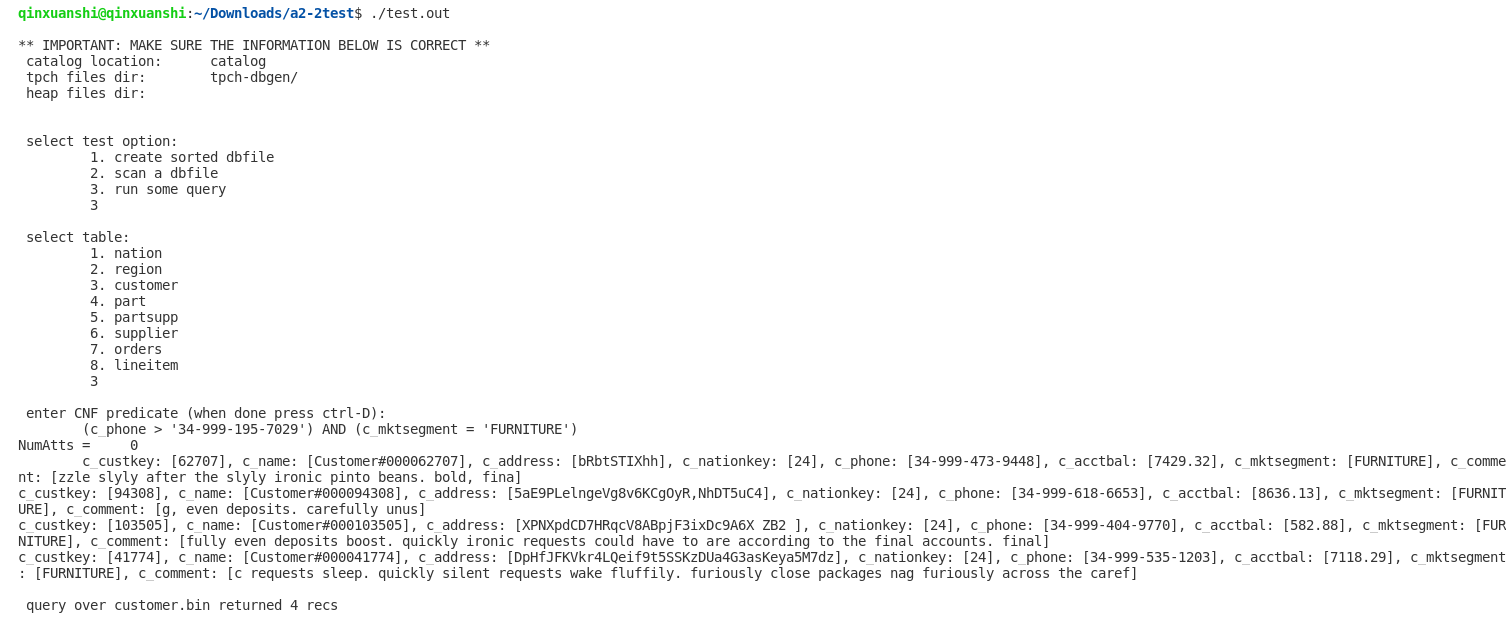 qinxuanshi@qinxuanshi:~/Downloads/a2-2test$ ./test.out
** IMPORTANT: MAKE SURE THE INFORMATION BELOW IS CORRECT **
catalog location: catalog
tpch files dir: tpch-dbgen/
heap files dir:
select test option:
1. create sorted dbfile
2. scan a dbfile
3. run some query
3
select table:
1. nation
2. region
3. customer
4. part
5. partsupp
6. supplier
7. orders
8. lineitem
3
enter CNF predicate (when done press ctrl-D):
(c_phone > '34-999-195-7029') AND (c_mktsegment = 'FURNITURE')
NumAtts = 0
c_custkey: [62707], c_name: [Customer#000062707], c_address: [bRbtSTIXhh], c_nationkey: [24], c_phone: [34-999-473-9448], c_acctbal: [7429.32], c_mktsegment: [FURNITURE], c_comme
nt: [zzle slyly after the slyly ironic pinto beans. bold, fina]
c_custkey: [94308], c_name: [Customer#000094308], c_address: [5aE9PLelngeVg8v6KCgOyR,NhDT5uC4], c_nationkey: [24], c_phone: [34-999-618-6653], c_acctbal: [8636.13], c_mktsegment: [FURNIT
URE], c_comment: [g, even deposits. carefully unus]
c_custkey: [103505], c_name: [Customer#000103505], c_address: [XPNXpdCD7HRqcV8ABpjF3ixDc9A6X ZB2 ], c_nationkey: [24], c_phone: [34-999-404-9770], c_acctbal: [582.88], c_mktsegment: [FUR
NITURE], c_comment: [fully even deposits boost. quickly ironic requests could have to are according to the final accounts. final]
c_custkey: [41774], c_name: [Customer#000041774], c_address: [DpHfJFKVkr4LQeif9t5SSKzDUa4G3asKeya5M7dz], c_nationkey: [24], c_phone: [34-999-535-1203], c_acctbal: [7118.29], c_mktsegment
: [FURNITURE], c_comment: [c requests sleep. quickly silent requests wake fluffily. furiously close packages nag furiously across the caref]
query over customer.bin returned 4 recs